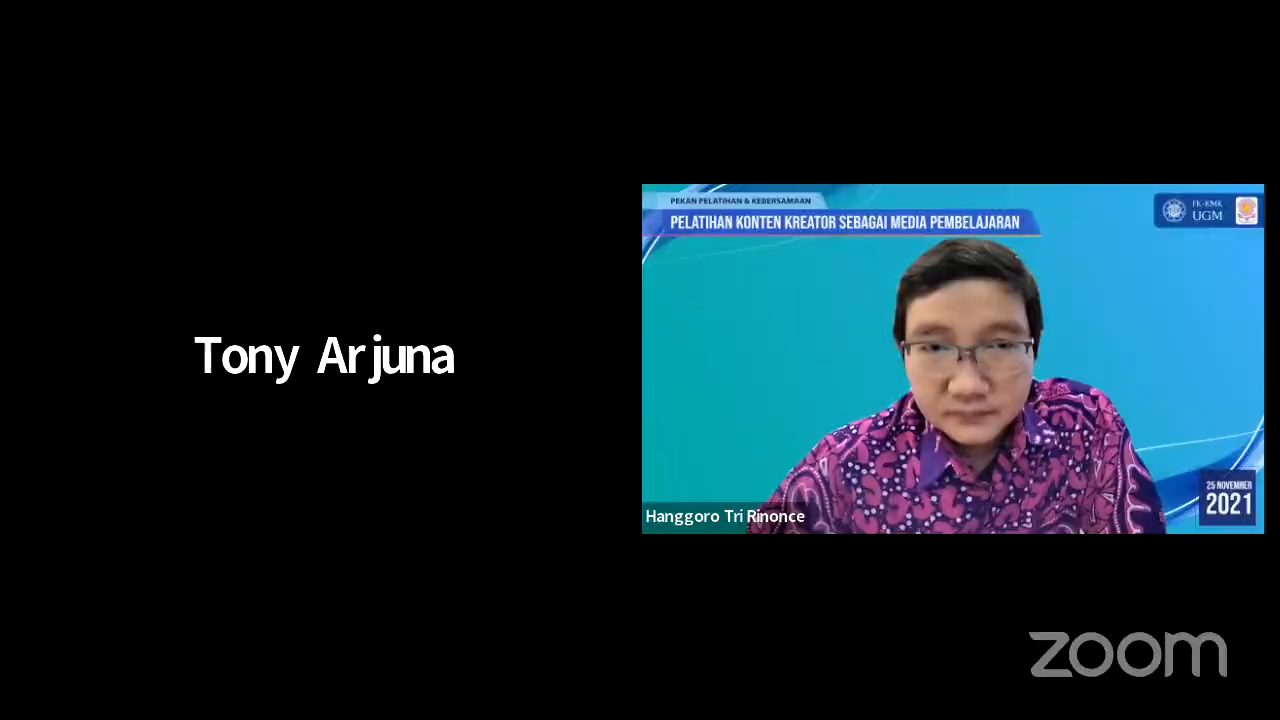 Tony Arjuna
PEKAN PELATIHAN & KEBERSAMAAN
PELATIHAN KONTEN KREATOR SEBAGAI MEDIA PEMBELAJARAN
FK-KMK
UGM
25 NOVEMBER
2021
Hanggoro Tri Rinonce
zoom